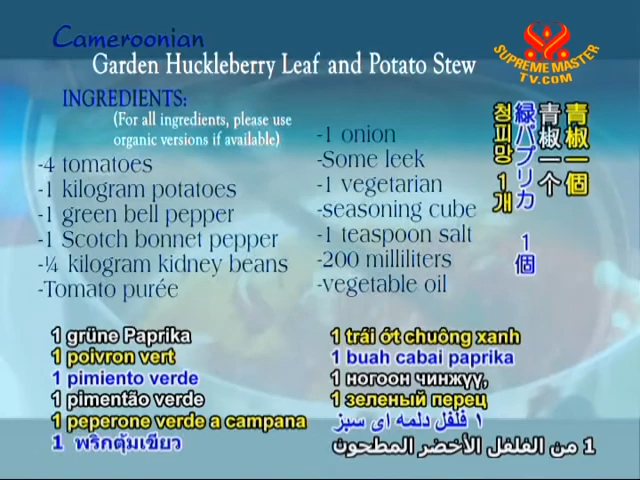 Cameroonian
Garden Huckleberry Leaf and Potato Stew
SUPREME MASTER
TV.COM
INGREDIENTS:
(For all ingredients, please use
organic versions if available)
-4 tomatoes
-1 kilogram potatoes
-1 green bell pepper
-1 Scotch bonnet pepper
-¼ kilogram kidney beans
-Tomato purée
-1 onion
-Some leek
-1 vegetarian
-seasoning cube
-1 teaspoon salt
-200 milliliters
-vegetable oil
青椒一個
青椒一个
緑パプリカ 1個
청피망 1개
1 grüne Paprika
1 poivron vert
1 pimiento verde
1 pimentão verde
1 peperone verde a campana
1 พริกตุ้มเขียว
1 trái ớt chuông xanh
1 buah cabai paprika
1 ногоон чинжүү,
1 зеленый перец
۱ فلفل دلمه ای سبز
1 من الفلفل الأخضر المطحون